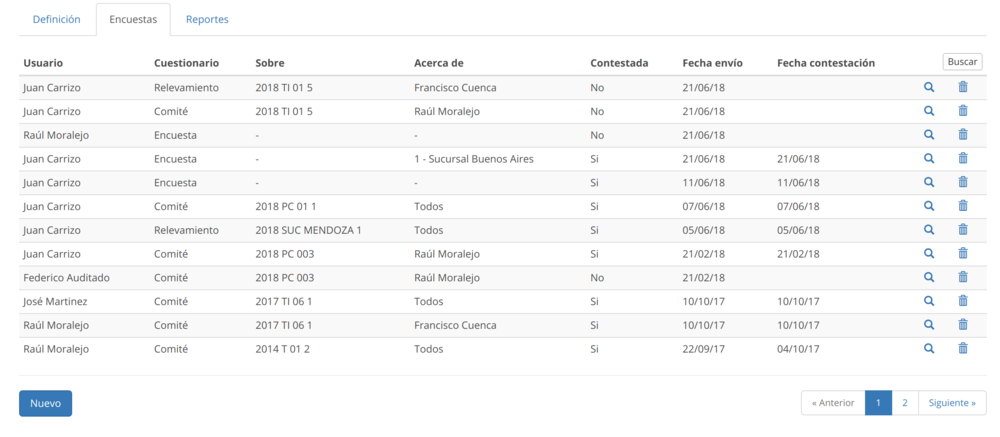 Definición Encuestas Reportes
Usuario Cuestionario Sobre Acerca de Contestada Fecha envío Fecha contestación Buscar
Juan Carrizo Relevamiento 2018 TI 01 5 Francisco Cuenca No 21/06/18
Juan Carrizo Comité 2018 TI 01 5 Raúl Moralejo No 21/06/18
Raúl Moralejo Encuesta - - No 21/06/18
Juan Carrizo Encuesta - 1 - Sucursal Buenos Aires Si 21/06/18 21/06/18
Juan Carrizo Encuesta - - Si 11/06/18 11/06/18
Juan Carrizo Comité 2018 PC 01 1 Todos Si 07/06/18 07/06/18
Juan Carrizo Relevamiento 2018 SUC MENDOZA 1 Todos Si 05/06/18 05/06/18
Juan Carrizo Comité 2018 PC 003 Raúl Moralejo Si 21/02/18 21/02/18
Federico Auditado Comité 2018 PC 003 Raúl Moralejo No 21/02/18
José Martinez Comité 2017 TI 06 1 Todos Si 10/10/17 10/10/17
Raúl Moralejo Comité 2017 TI 06 1 Francisco Cuenca Si 10/10/17 10/10/17
Raúl Moralejo Comité 2014 T 01 2 Todos Si 22/09/17 04/10/17
Nuevo « Anterior 1 2 Siguiente »